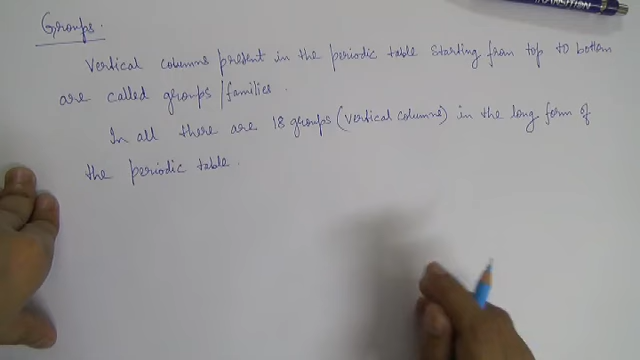 Groups.
Vertical columns present in the periodic table starting from top to bottom
are called groups/families.
In all there are 18 groups (vertical columns) in the long form of
the periodic table.
TRANSITION